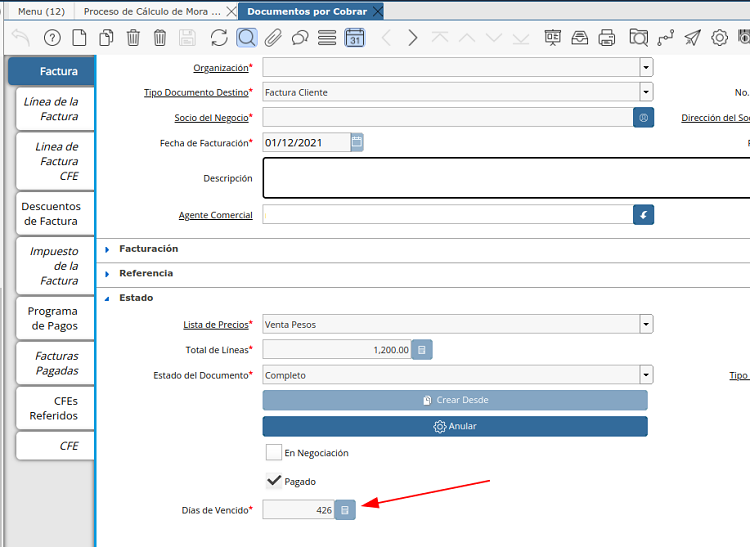 Menu (12)
Proceso de Cálculo de Mora ...
Documentos por Cobrar
31
Factura
Organización*
Tipo Documento Destino* Factura Cliente No.
Línea de la
Factura
Socio del Negocio* Dirección del Soc
Fecha de Facturación* 01/12/2021
Linea de
Factura
CFE
Descripción
Descuentos
de Factura
Agente Comercial
Impuesto
de la
Factura
Facturación
Referencia
Estado
Programa
de Pagos
Lista de Precios* Venta Pesos
Total de Líneas* 1,200.00
Facturas
Pagadas
Estado del Documento* Completo Tipo
CFEs
Referidos
Crear Desde
Anular
CFE
En Negociación
Pagado
Días de Vencido* 426